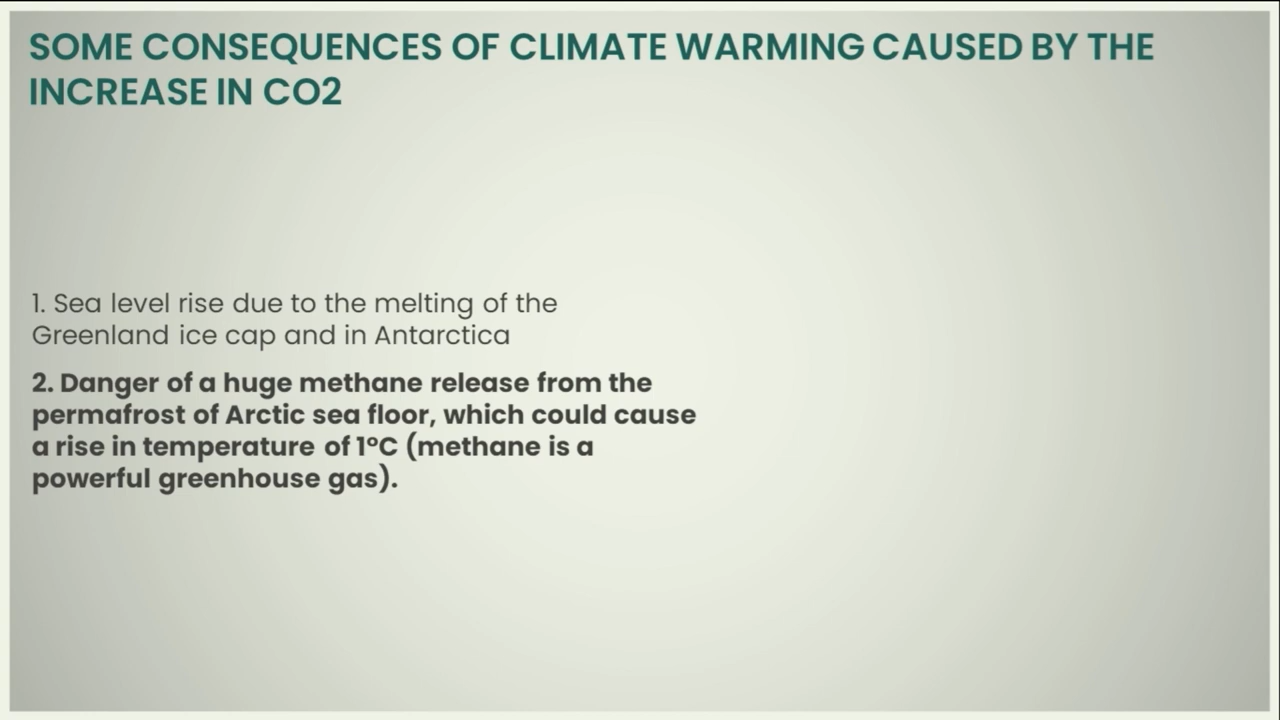 SOME CONSEQUENCES OF CLIMATE WARMING CAUSED BY THE
INCREASE IN CO2
1. Sea level rise due to the melting of the
Greenland ice cap and in Antarctica
2. Danger of a huge methane release from the
permafrost of Arctic sea floor, which could cause
a rise in temperature of 1°C (methane is a
powerful greenhouse gas).